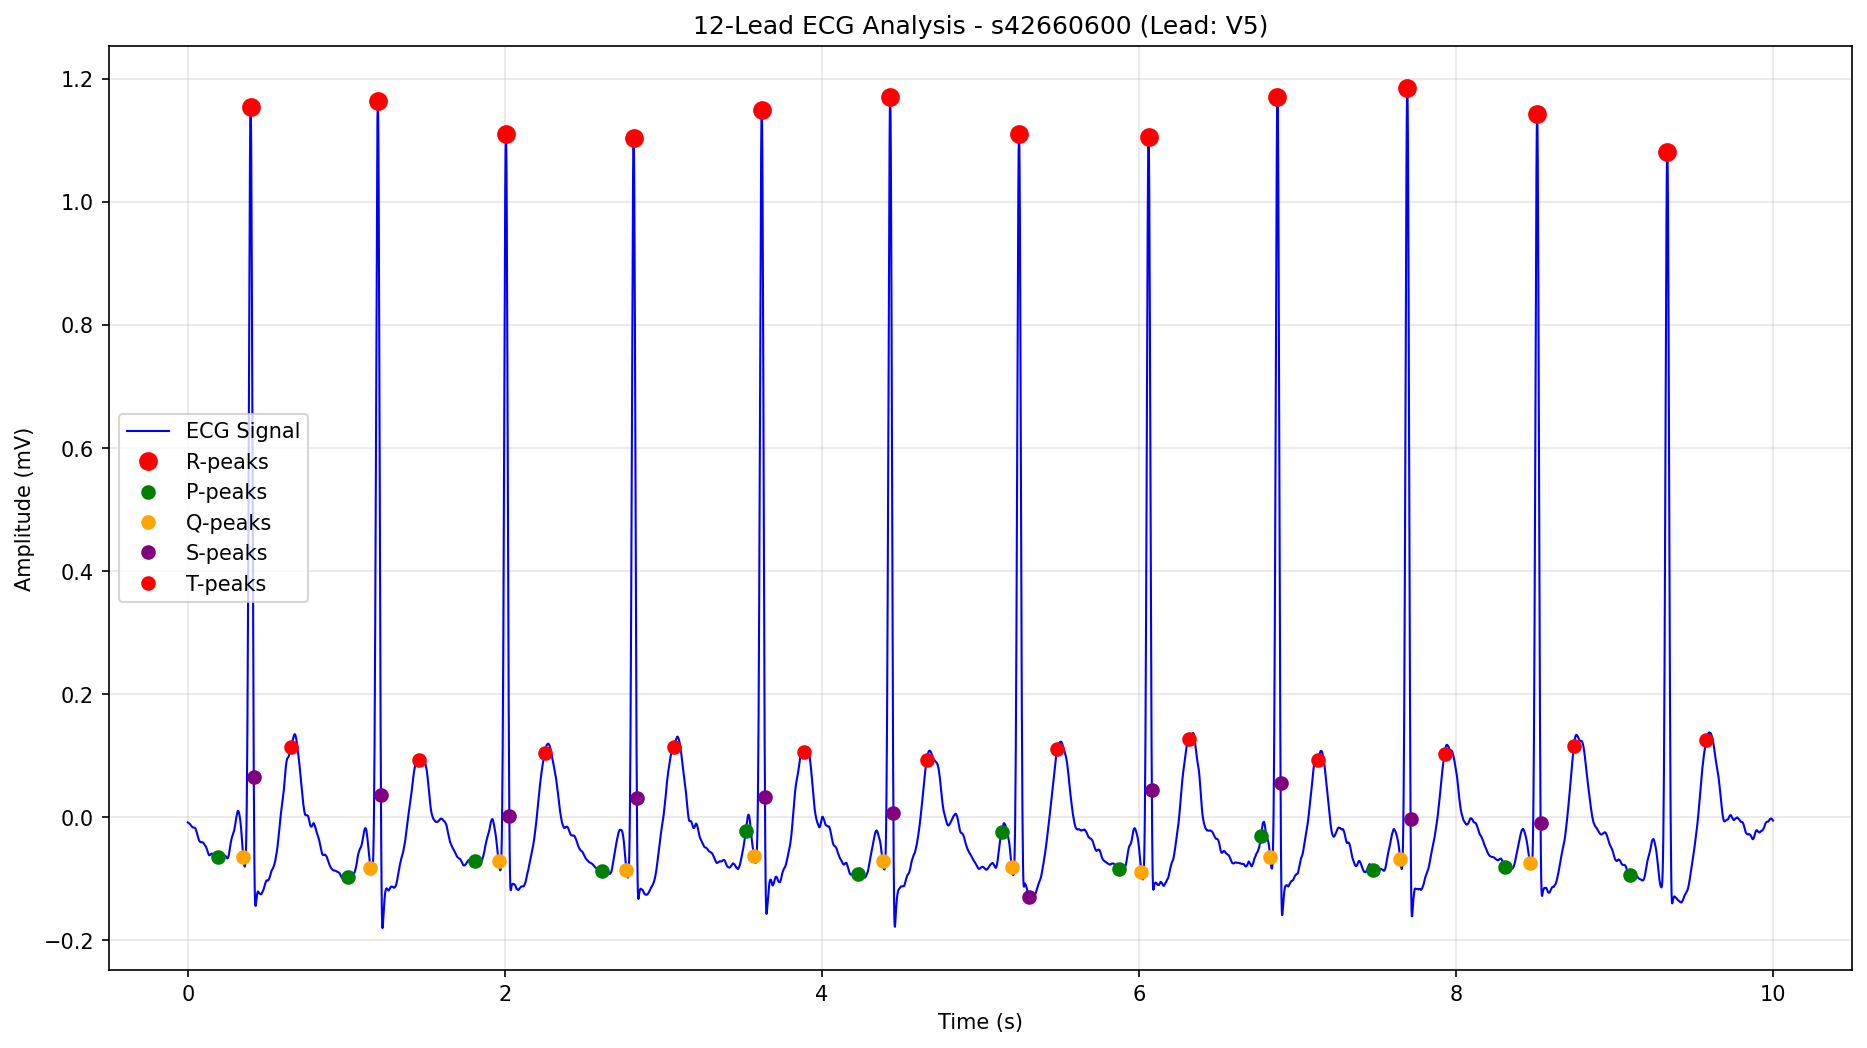 12-Lead ECG Analysis - s42660600 (Lead: V5)
Amplitude (mV)
1.2
1.0
0.8
0.6
0.4
0.2
0.0
−0.2
ECG Signal
R-peaks
P-peaks
Q-peaks
S-peaks
T-peaks
0 2 4 6 8 10
Time (s)